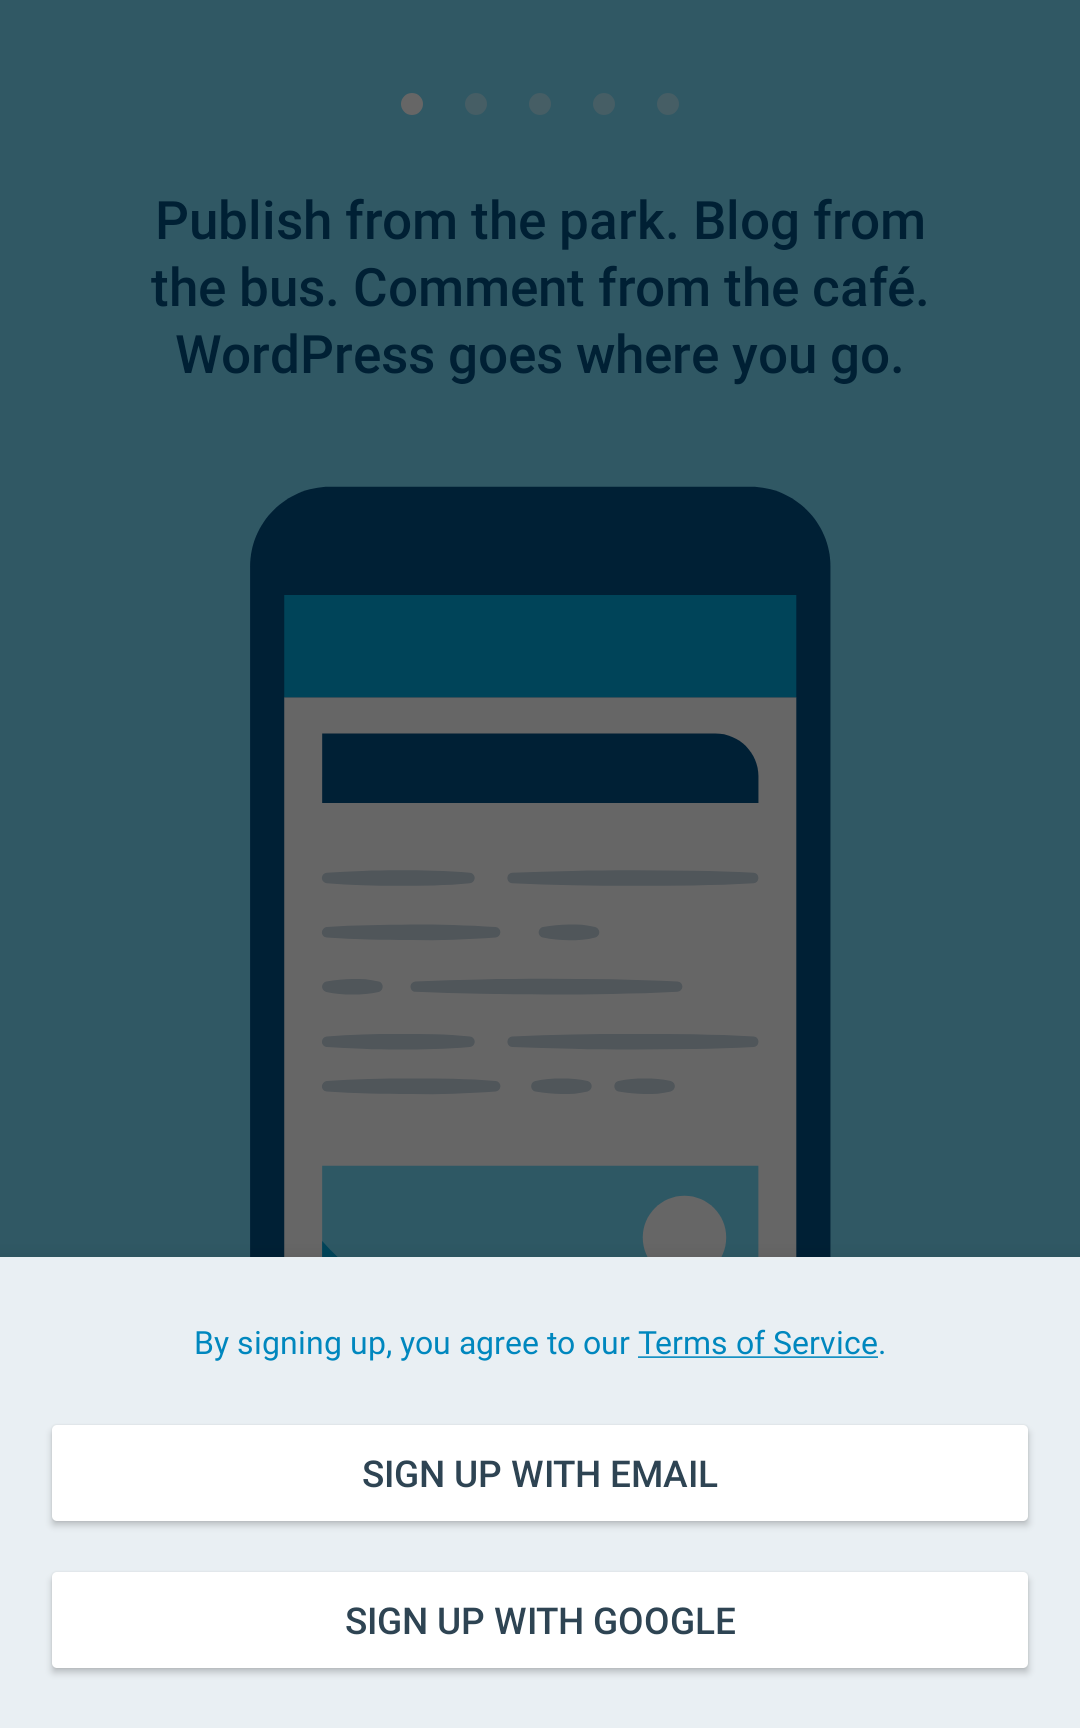 Publish from the park. Blog from
the bus. Comment from the café.
WordPress goes where you go.
By signing up, you agree to our Terms of Service.
SIGN UP WITH EMAIL
SIGN UP WITH GOOGLE